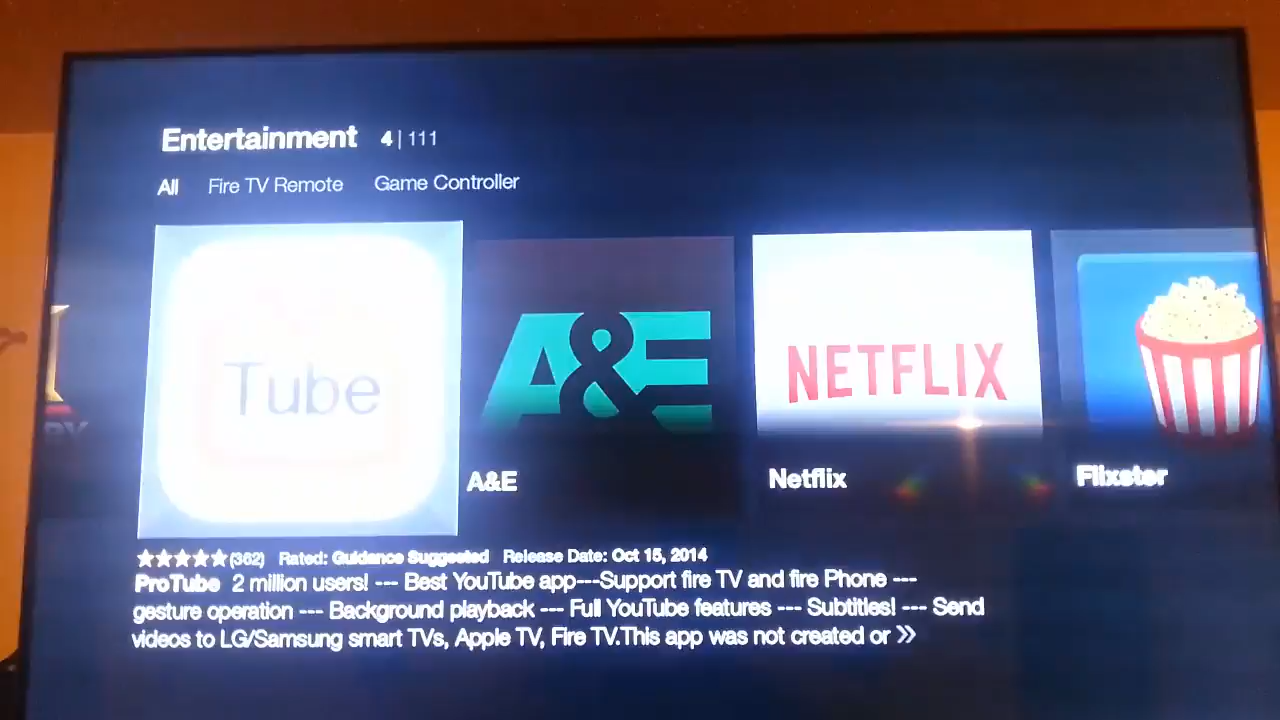 Entertainment 4 | 111
All Fire TV Remote Game Controller
Tube
A&E
NETFLIX
A&E
Netflix
Flixster
(362) Rated: Guidance Suggested Release Date: Oct 15, 2014
ProTube 2 million users! --- Best YouTube app---Support fire TV and fire Phone ---
gesture operation --- Background playback --- Full YouTube features --- Subtitles! --- Send
videos to LG/Samsung smart TVs, Apple TV, Fire TV.This app was not created or »